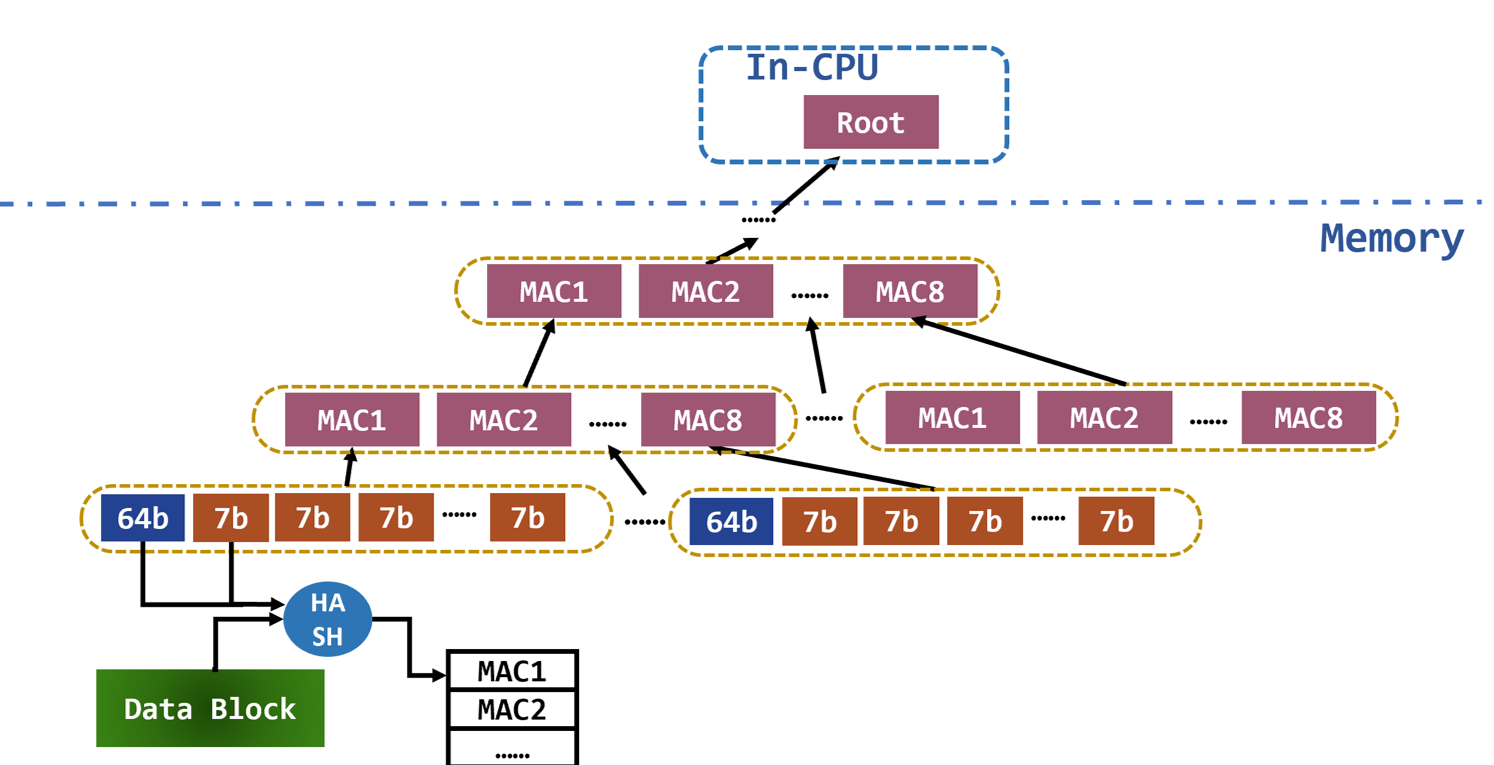 In-CPU
Root
……
Memory
MAC1 MAC2 …… MAC8
MAC1 MAC2 …… MAC8 …… MAC1 MAC2 …… MAC8
64b 7b 7b 7b …… 7b …… 64b 7b 7b 7b …… 7b
HA
SH
Data Block
MAC1
MAC2
……